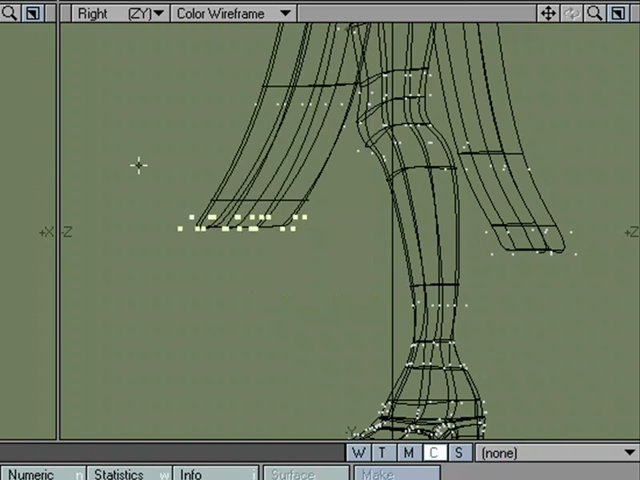 Right (ZY) Color Wireframe
+X -Z +Z
Y
W T M C S (none)
Numeric n Statistics w Info i Surface Make